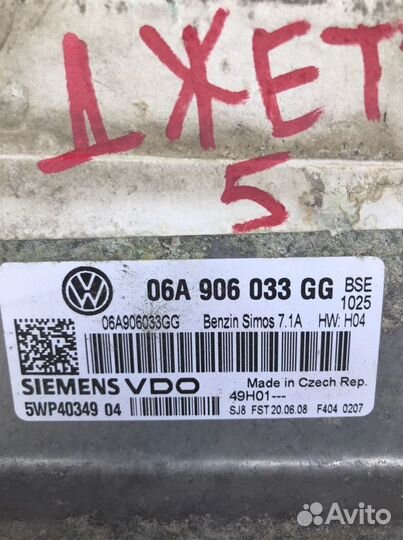 ДЖЕТ
5
06A 906 033 GG BSE
1025
06A906033GG Benzin Simos 7.1A HW: H04
SIEMENS VDO Made in Czech Rep.
5WP40349 04 49H01---
SJ8 FST 20.06.08 F404 0207
Avito